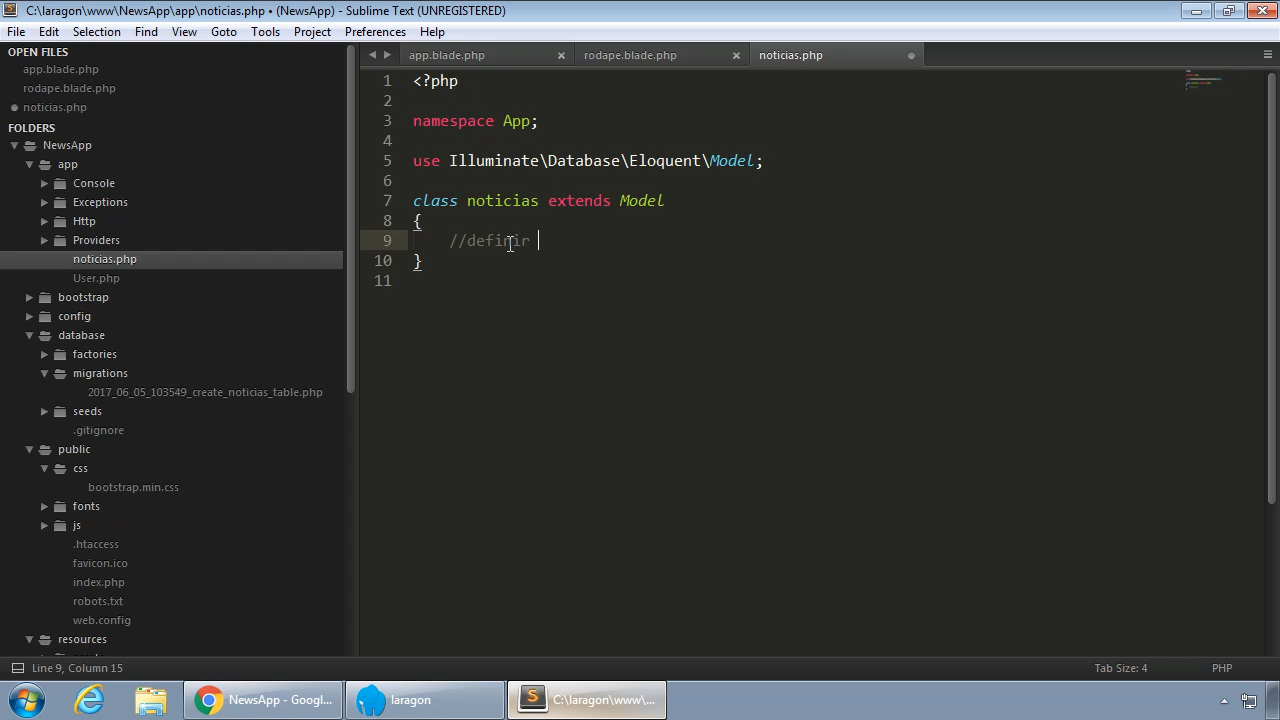 C:\laragon\www\NewsApp\app\noticias.php • (NewsApp) - Sublime Text (UNREGISTERED)
File Edit Selection Find View Goto Tools Project Preferences Help
OPEN FILES
app.blade.php
rodape.blade.php
noticias.php
FOLDERS
NewsApp
app
Console
Exceptions
Http
Providers
noticias.php
User.php
bootstrap
config
database
factories
migrations
2017_06_05_103549_create_noticias_table.php
seeds
.gitignore
public
css
bootstrap.min.css
fonts
js
.htaccess
favicon.ico
index.php
robots.txt
web.config
resources
app.blade.php rodape.blade.php noticias.php
1 <?php
2
3 namespace App;
4
5 use Illuminate\Database\Eloquent\Model;
6
7 class noticias extends Model
8 {
9 //definir
10 }
11
Line 9, Column 15 Tab Size: 4 PHP
NewsApp - Googl... laragon C:\laragon\www\...